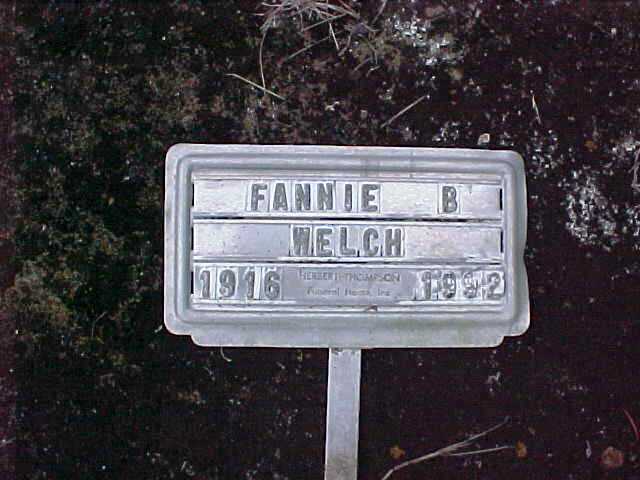 FANNIE B
WELCH
1916 HERBERT THOMPSON 1992
Funeral Home, Inc.